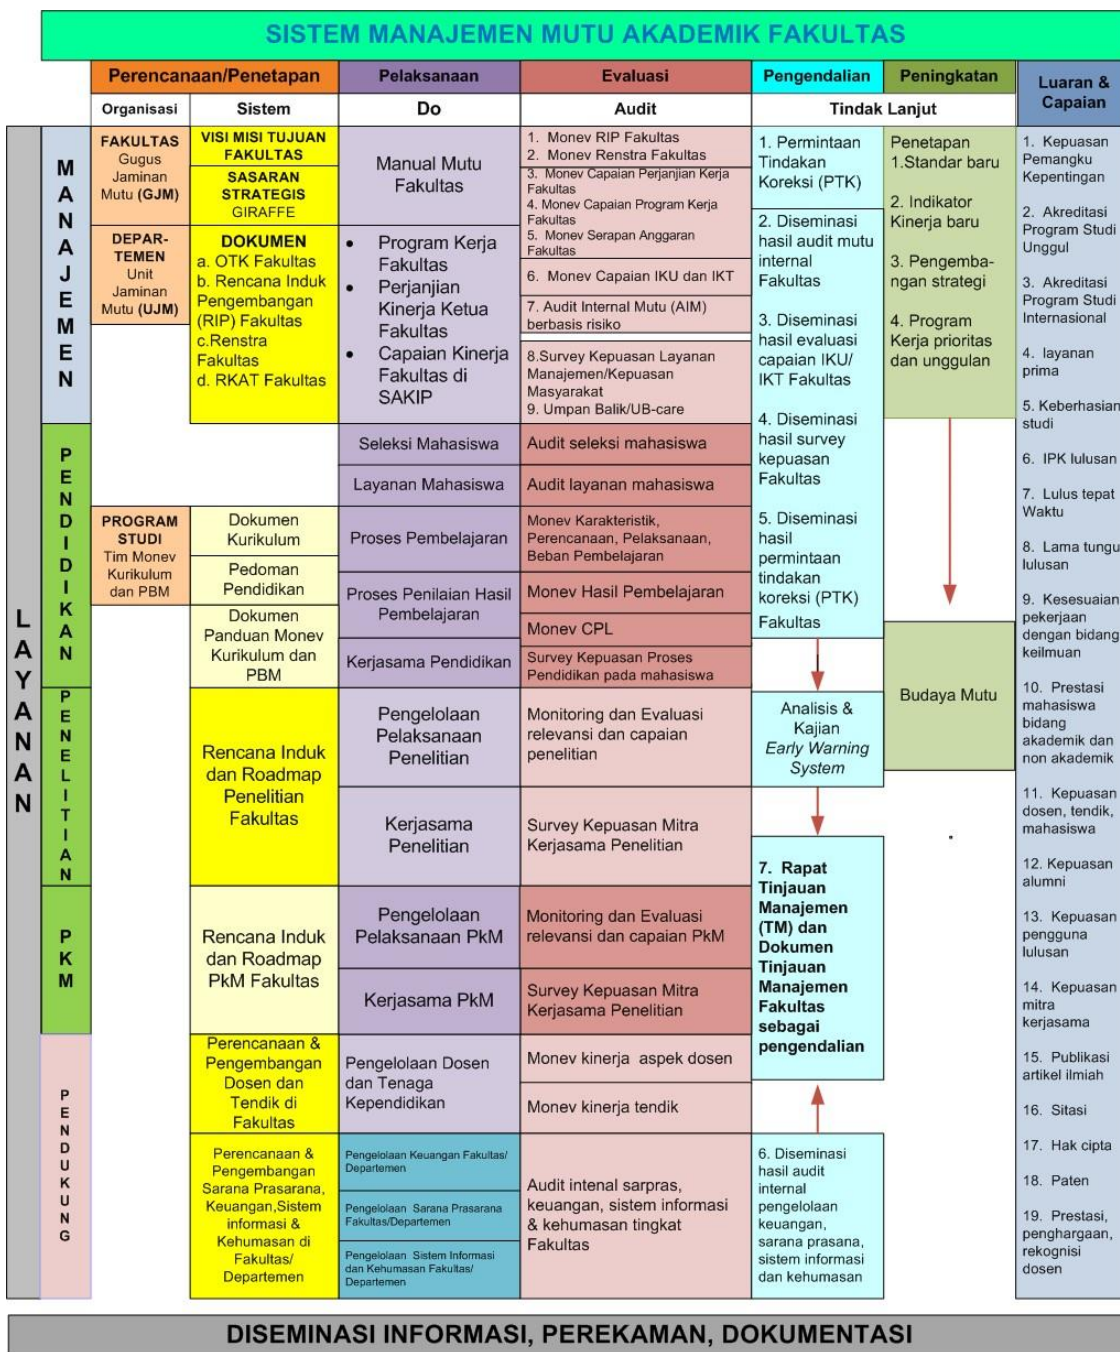 SISTEM MANAJEMEN MUTU AKADEMIK FAKULTAS
Perencanaan/Penetapan
Pelaksanaan
Evaluasi
Pengendalian
Peningkatan
Luaran &
Capaian
Organisasi
Sistem
Do
Audit
Tindak Lanjut
LAYANAN
MANAJEMEN
FAKULTAS
Gugus
Jaminan
Mutu (GJM)
DEPAR-
TEMEN
Unit
Jaminan
Mutu (UJM)
VISI MISI TUJUAN
FAKULTAS
SASARAN
STRATEGIS
GIRAFFE
DOKUMEN
a. OTK Fakultas
b. Rencana Induk
Pengembangan
(RIP) Fakultas
c.Renstra
Fakultas
d. RKAT Fakultas
Manual Mutu
Fakultas
• Program Kerja
Fakultas
• Perjanjian
Kinerja Ketua
Fakultas
• Capaian Kinerja
Fakultas di
SAKIP
1. Monev RIP Fakultas
2. Monev Renstra Fakultas
3. Monev Capaian Perjanjian Kerja
Fakultas
4. Monev Capaian Program Kerja
Fakultas
5. Monev Serapan Anggaran
Fakultas
6. Monev Capaian IKU dan IKT
7. Audit Internal Mutu (AIM)
berbasis risiko
8.Survey Kepuasan Layanan
Manajemen/Kepuasan
Masyarakat
9. Umpan Balik/UB-care
1. Permintaan
Tindakan
Koreksi (PTK)
2. Diseminasi
hasil audit mutu
internal
Fakultas
3. Diseminasi
hasil evaluasi
capaian IKU/
IKT Fakultas
4. Diseminasi
hasil survey
kepuasan
Fakultas
5. Diseminasi
hasil
permintaan
tindakan
koreksi (PTK)
Fakultas
Penetapan
1.Standar baru
2. Indikator
Kinerja baru
3. Pengemba-
ngan strategi
4. Program
Kerja prioritas
dan unggulan
PENDIDIKAN
PROGRAM
STUDI
Tim Monev
Kurikulum
dan PBM
Dokumen
Kurikulum
Pedoman
Pendidikan
Dokumen
Panduan Monev
Kurikulum dan
PBM
Seleksi Mahasiswa
Layanan Mahasiswa
Proses Pembelajaran
Proses Penilaian Hasil
Pembelajaran
Kerjasama Pendidikan
Audit seleksi mahasiswa
Audit layanan mahasiswa
Monev Karakteristik,
Perencanaan, Pelaksanaan,
Beban Pembelajaran
Monev Hasil Pembelajaran
Monev CPL
Survey Kepuasan Proses
Pendidikan pada mahasiswa
Budaya Mutu
PENELITIAN
Rencana Induk
dan Roadmap
Penelitian
Fakultas
Pengelolaan
Pelaksanaan
Penelitian
Kerjasama
Penelitian
Monitoring dan Evaluasi
relevansi dan capaian
penelitian
Survey Kepuasan Mitra
Kerjasama Penelitian
Analisis &
Kajian
Early Warning
System
7. Rapat
Tinjauan
Manajemen
(TM) dan
Dokumen
Tinjauan
Manajemen
Fakultas
sebagai
pengendalian
PKM
Rencana Induk
dan Roadmap
PkM Fakultas
Pengelolaan
Pelaksanaan PkM
Kerjasama PkM
Monitoring dan Evaluasi
relevansi dan capaian PkM
Survey Kepuasan Mitra
Kerjasama Penelitian
PENDUKUNG
Perencanaan &
Pengembangan
Dosen dan
Tendik di
Fakultas
Perencanaan &
Pengembangan
Sarana Prasarana,
Keuangan,Sistem
informasi &
Kehumasan di
Fakultas/
Departemen
Pengelolaan Dosen
dan Tenaga
Kependidikan
Pengelolaan Keuangan Fakultas/
Departemen
Pengelolaan Sarana Prasarana
Fakultas/Departemen
Pengelolaan Sistem Informasi
dan Kehumasan Fakultas/
Departemen
Monev kinerja aspek dosen
Monev kinerja tendik
Audit intenal sarpras,
keuangan, sistem informasi
& kehumasan tingkat
Fakultas
6. Diseminasi
hasil audit
internal
pengelolaan
keuangan,
sarana prasana,
sistem informasi
dan kehumasan
1. Kepuasan
Pemangku
Kepentingan
2. Akreditasi
Program Studi
Unggul
3. Akreditasi
Program Studi
Internasional
4. layanan
prima
5. Keberhasian
studi
6. IPK lulusan
7. Lulus tepat
Waktu
8. Lama tungu
lulusan
9. Kesesuaian
pekerjaan
dengan bidang
keilmuan
10. Prestasi
mahasiswa
bidang
akademik dan
non akademik
11. Kepuasan
dosen, tendik,
mahasiswa
12. Kepuasan
alumni
13. Kepuasan
pengguna
lulusan
14. Kepuasan
mitra
kerjasama
15. Publikasi
artikel ilmiah
16. Sitasi
17. Hak cipta
18. Paten
19. Prestasi,
penghargaan,
rekognisi
dosen
DISEMINASI INFORMASI, PEREKAMAN, DOKUMENTASI